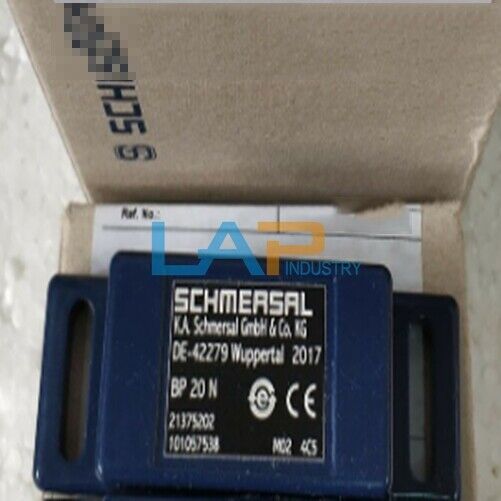 SCHMERSAL
Ref. No.:
LAP
INDUSTRY
SCHMERSAL
K.A. Schmersal GmbH & Co. KG
DE-42279 Wuppertal 2017
BP 20 N
CE
21375202
101057538 M02 4C5